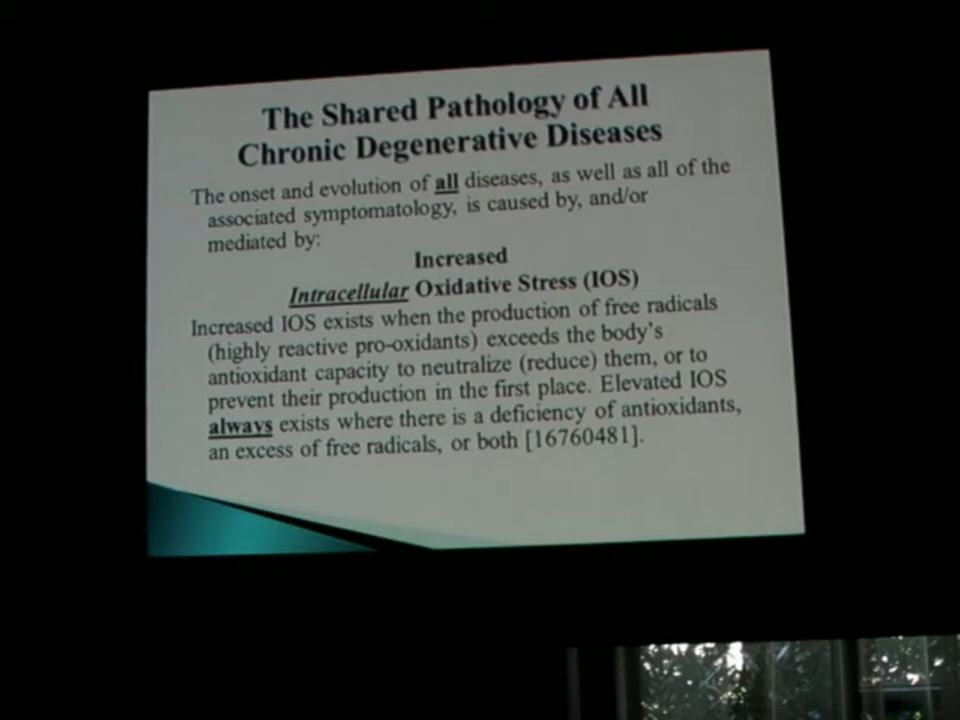 The Shared Pathology of All
Chronic Degenerative Diseases
The onset and evolution of all diseases, as well as all of the
associated symptomatology, is caused by, and/or
mediated by:
Increased
Intracellular Oxidative Stress (IOS)
Increased IOS exists when the production of free radicals
(highly reactive pro-oxidants) exceeds the body's
antioxidant capacity to neutralize (reduce) them, or to
prevent their production in the first place. Elevated IOS
always exists where there is a deficiency of antioxidants,
an excess of free radicals, or both [16760481].